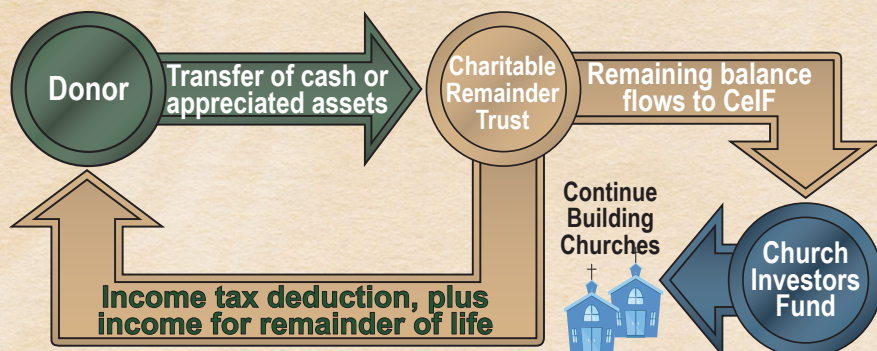 Donor
Transfer of cash or
appreciated assets
Charitable
Remainder
Trust
Remaining balance
flows to CeIF
Continue
Building
Churches
Church
Investors
Fund
Income tax deduction, plus
income for remainder of life